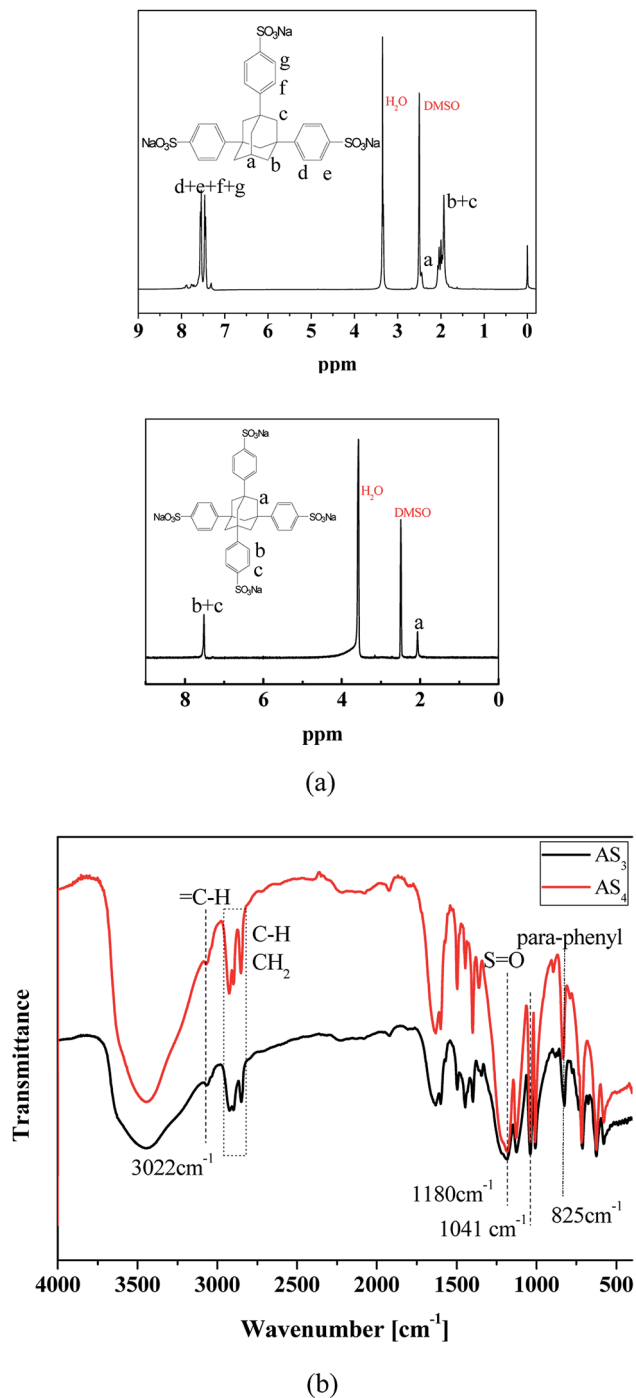 SO₃Na
g
f
H₂O
DMSO
c
NaO₃S
SO₃Na
a
b
d
e
d+e+f+g
b+c
a
9 8 7 6 5 4 3 2 1 0
ppm
SO₃Na
a
H₂O
DMSO
NaO₃S
SO₃Na
b
c
SO₃Na
b+c
a
8 6 4 2 0
ppm
(a)
AS₃
AS₄
=C-H
C-H
CH₂
S=O
para-phenyl
Transmittance
3022cm⁻¹
1180cm⁻¹
1041 cm⁻¹
825cm⁻¹
4000 3500 3000 2500 2000 1500 1000 500
Wavenumber [cm⁻¹]
(b)